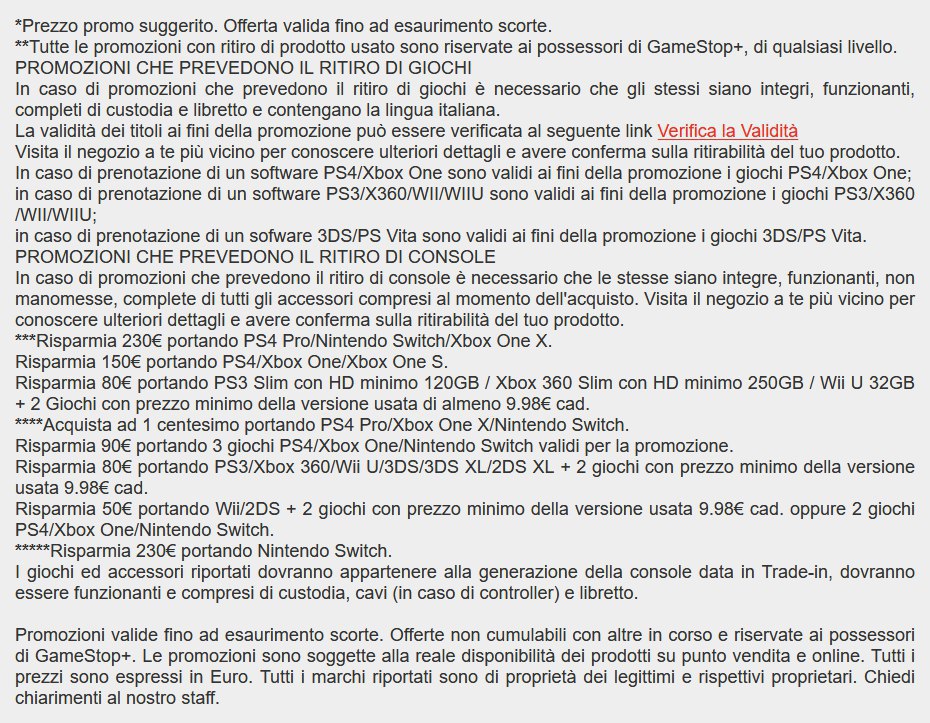 *Prezzo promo suggerito. Offerta valida fino ad esaurimento scorte.
**Tutte le promozioni con ritiro di prodotto usato sono riservate ai possessori di GameStop+, di qualsiasi livello.
PROMOZIONI CHE PREVEDONO IL RITIRO DI GIOCHI
In caso di promozioni che prevedono il ritiro di giochi è necessario che gli stessi siano integri, funzionanti,
completi di custodia e libretto e contengano la lingua italiana.
La validità dei titoli ai fini della promozione può essere verificata al seguente link Verifica la Validità
Visita il negozio a te più vicino per conoscere ulteriori dettagli e avere conferma sulla ritirabilità del tuo prodotto.
In caso di prenotazione di un software PS4/Xbox One sono validi ai fini della promozione i giochi PS4/Xbox One;
in caso di prenotazione di un software PS3/X360/WII/WIIU sono validi ai fini della promozione i giochi PS3/X360
/WII/WIIU;
in caso di prenotazione di un sofware 3DS/PS Vita sono validi ai fini della promozione i giochi 3DS/PS Vita.
PROMOZIONI CHE PREVEDONO IL RITIRO DI CONSOLE
In caso di promozioni che prevedono il ritiro di console è necessario che le stesse siano integre, funzionanti, non
manomesse, complete di tutti gli accessori compresi al momento dell'acquisto. Visita il negozio a te più vicino per
conoscere ulteriori dettagli e avere conferma sulla ritirabilità del tuo prodotto.
***Risparmia 230€ portando PS4 Pro/Nintendo Switch/Xbox One X.
Risparmia 150€ portando PS4/Xbox One/Xbox One S.
Risparmia 80€ portando PS3 Slim con HD minimo 120GB / Xbox 360 Slim con HD minimo 250GB / Wii U 32GB
+ 2 Giochi con prezzo minimo della versione usata di almeno 9.98€ cad.
****Acquista ad 1 centesimo portando PS4 Pro/Xbox One X/Nintendo Switch.
Risparmia 90€ portando 3 giochi PS4/Xbox One/Nintendo Switch validi per la promozione.
Risparmia 80€ portando PS3/Xbox 360/Wii U/3DS/3DS XL/2DS XL + 2 giochi con prezzo minimo della versione
usata 9.98€ cad.
Risparmia 50€ portando Wii/2DS + 2 giochi con prezzo minimo della versione usata 9.98€ cad. oppure 2 giochi
PS4/Xbox One/Nintendo Switch.
*****Risparmia 230€ portando Nintendo Switch.
I giochi ed accessori riportati dovranno appartenere alla generazione della console data in Trade-in, dovranno
essere funzionanti e compresi di custodia, cavi (in caso di controller) e libretto.
Promozioni valide fino ad esaurimento scorte. Offerte non cumulabili con altre in corso e riservate ai possessori
di GameStop+. Le promozioni sono soggette alla reale disponibilità dei prodotti su punto vendita e online. Tutti i
prezzi sono espressi in Euro. Tutti i marchi riportati sono di proprietà dei legittimi e rispettivi proprietari. Chiedi
chiarimenti al nostro staff.